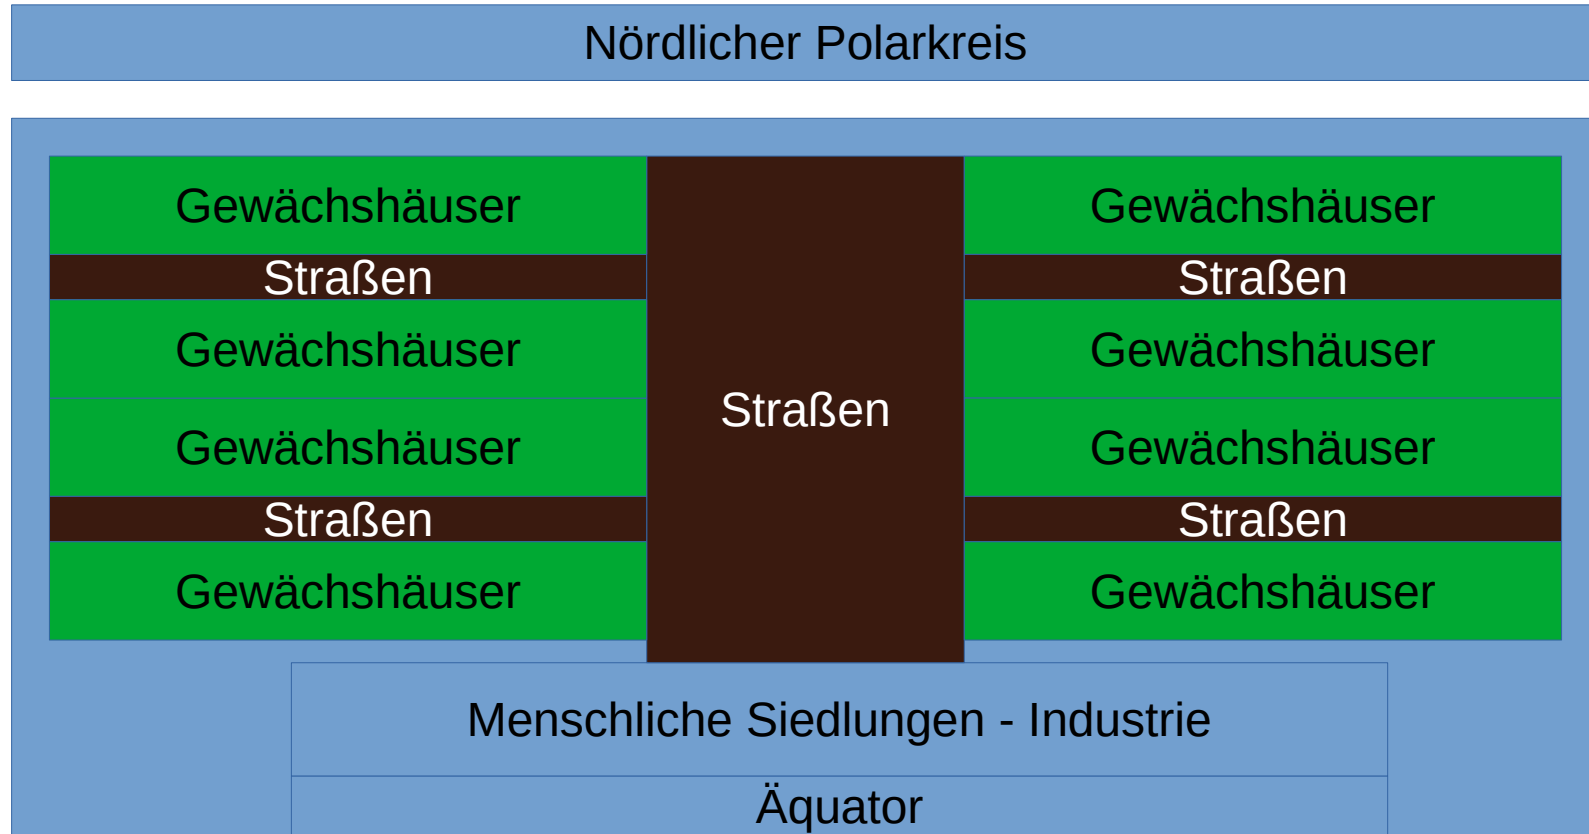 Nördlicher Polarkreis
Gewächshäuser
Gewächshäuser
Straßen
Straßen
Gewächshäuser
Gewächshäuser
Straßen
Gewächshäuser
Gewächshäuser
Straßen
Straßen
Gewächshäuser
Gewächshäuser
Menschliche Siedlungen - Industrie
Äquator